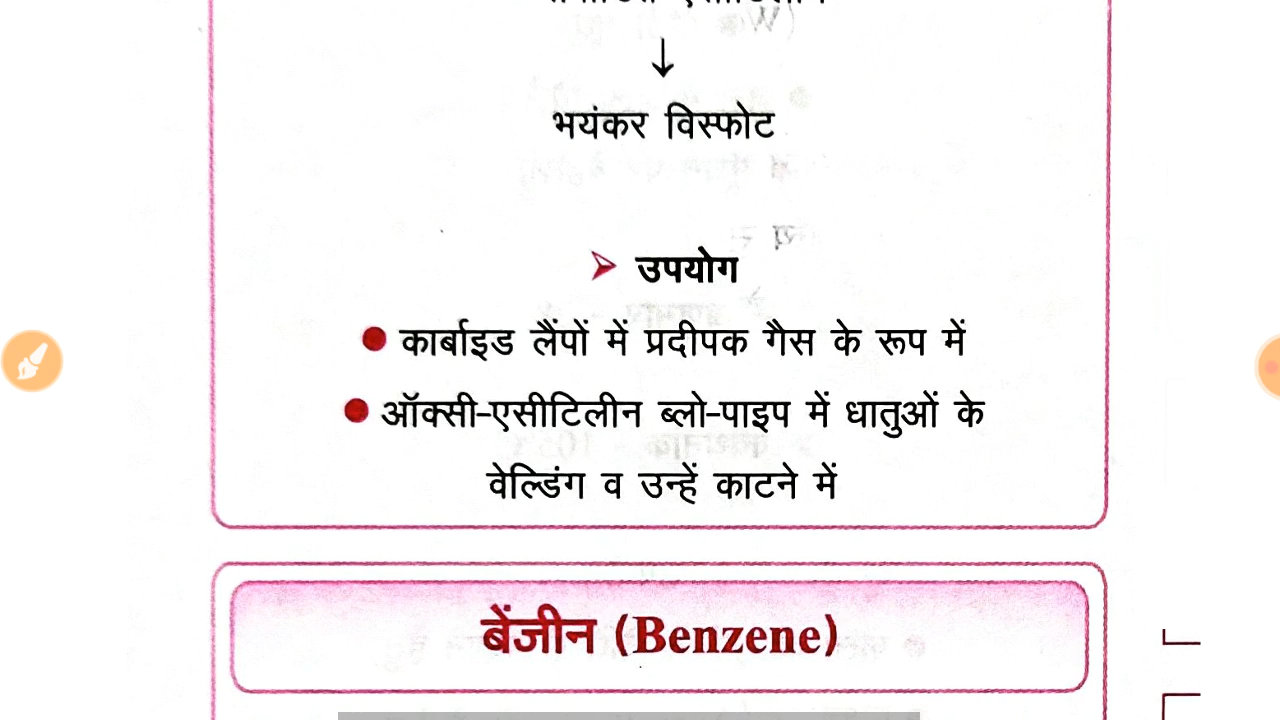 ↓
भयंकर विस्फोट
➢ उपयोग
● कार्बाइड लैंपों में प्रदीपक गैस के रूप में
● ऑक्सी-एसीटिलीन ब्लो-पाइप में धातुओं के
वेल्डिंग व उन्हें काटने में
बेंजीन (Benzene)